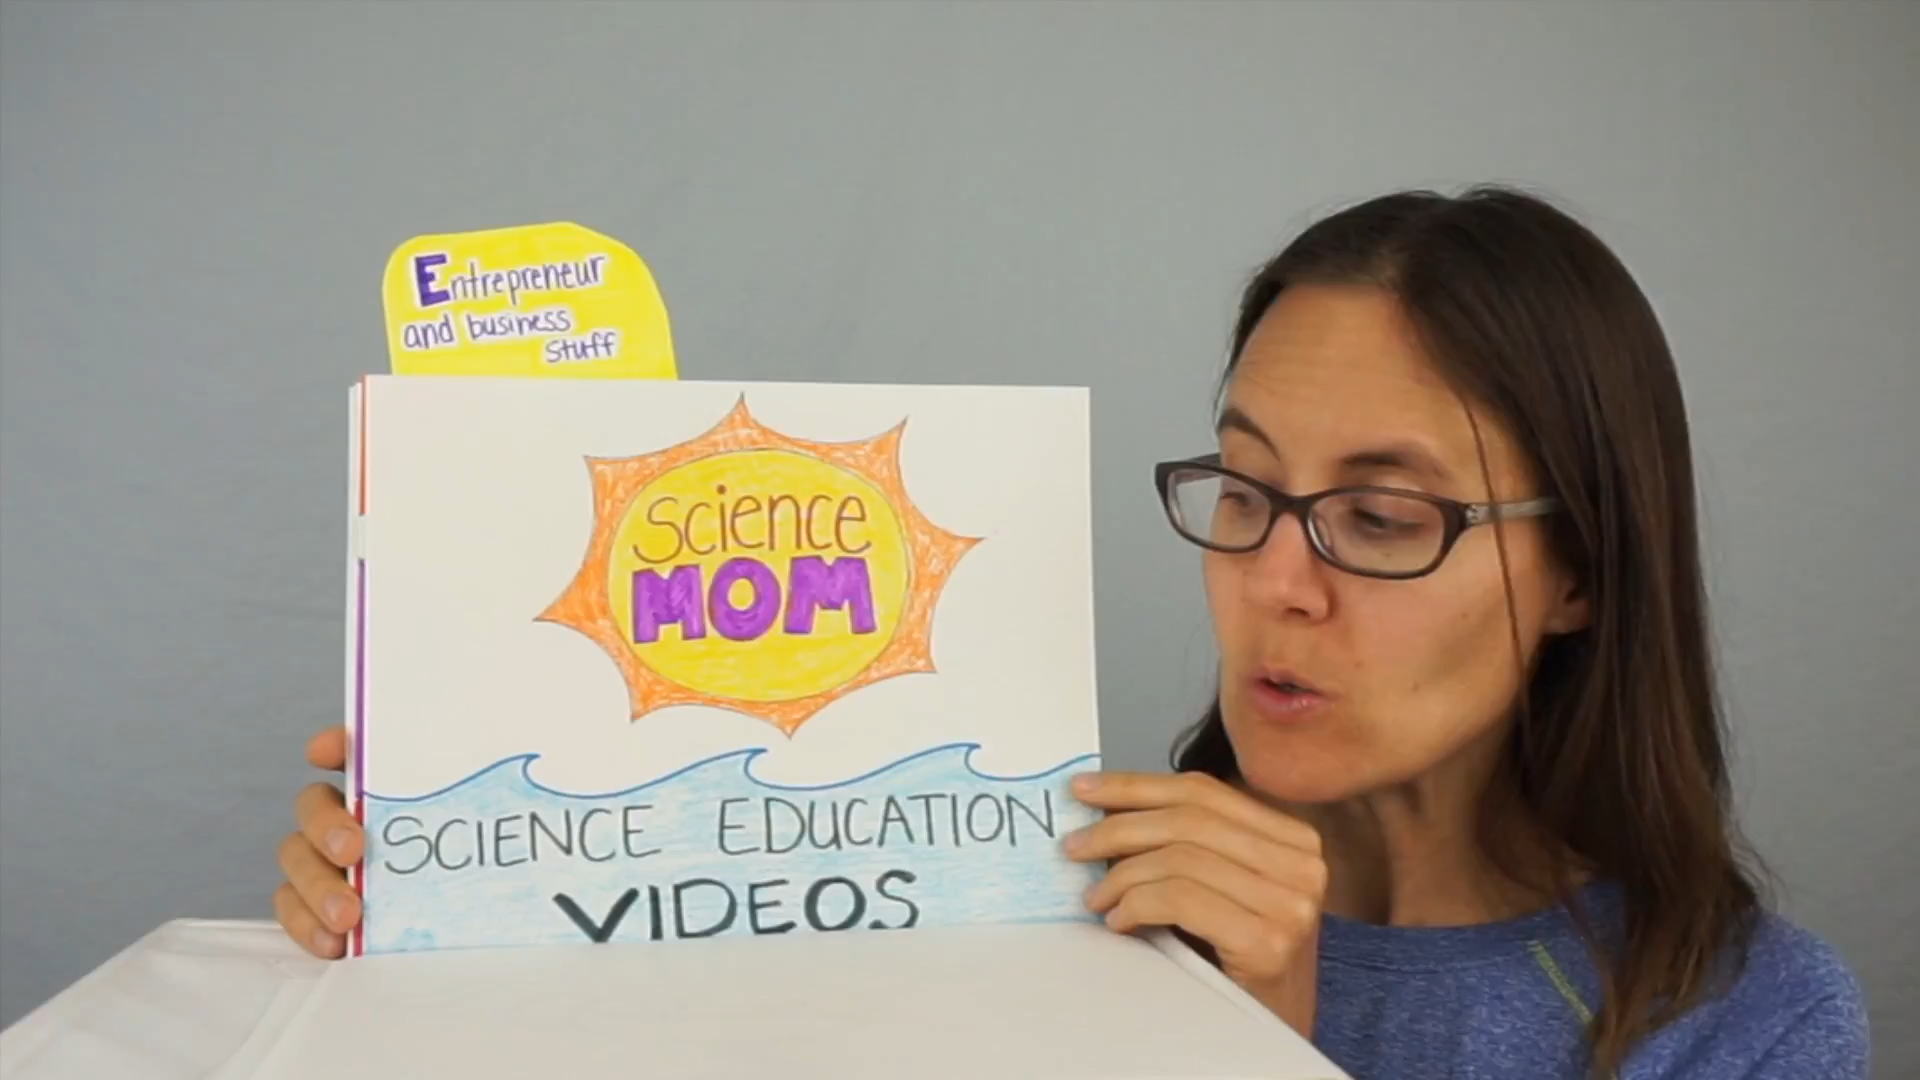 Entrepreneur
and business
stuff
Science
MOM
SCIENCE EDUCATION
VIDEOS